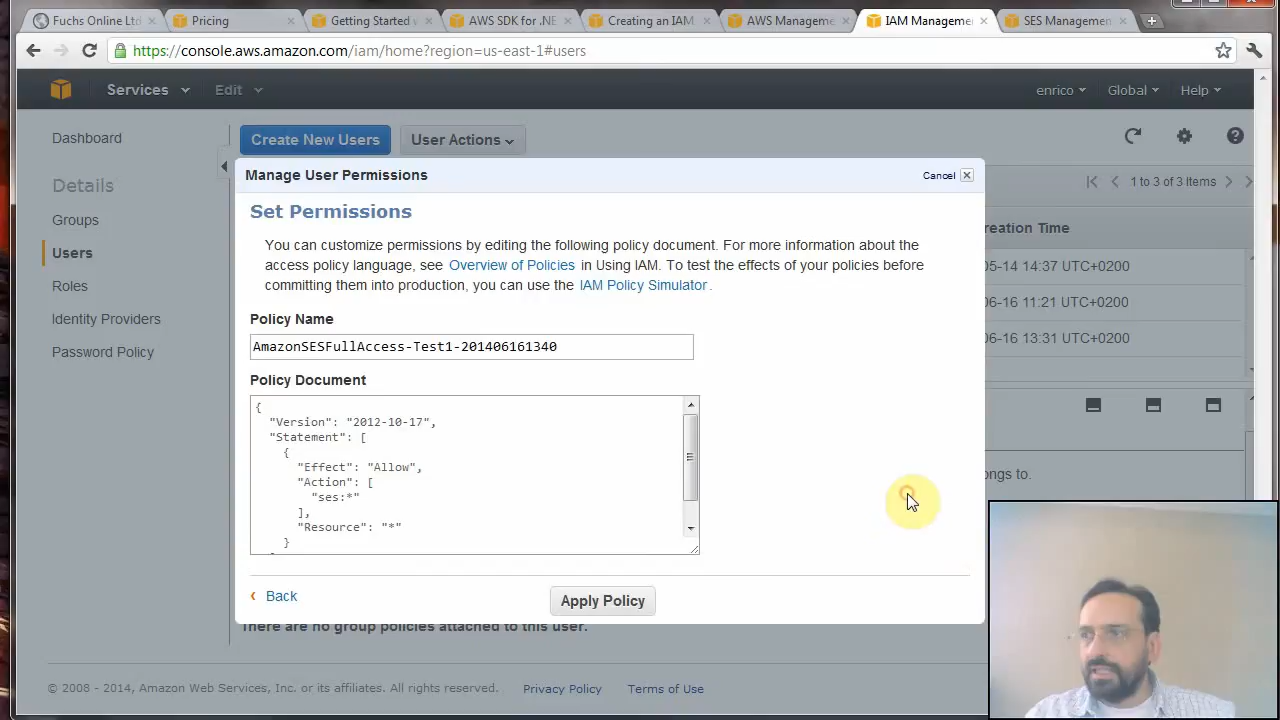 Fuchs Online Ltd
Pricing
Getting Started
AWS SDK for .NE
Creating an IAM
AWS Manageme
IAM Manageme
SES Managemen
https://console.aws.amazon.com/iam/home?region=us-east-1#users
Services
Edit
enrico
Global
Help
Dashboard
Details
Groups
Users
Roles
Identity Providers
Password Policy
Create New Users
User Actions
1 to 3 of 3 Items
reation Time
05-14 14:37 UTC+0200
06-16 11:21 UTC+0200
06-16 13:31 UTC+0200
Manage User Permissions
Cancel
Set Permissions
You can customize permissions by editing the following policy document. For more information about the
access policy language, see Overview of Policies in Using IAM. To test the effects of your policies before
committing them into production, you can use the IAM Policy Simulator.
Policy Name
AmazonSESFullAccess-Test1-201406161340
Policy Document
{
"Version": "2012-10-17",
"Statement": [
{
"Effect": "Allow",
"Action": [
"ses:*"
],
"Resource": "*"
}
Back
Apply Policy
ongs to.
There are no group policies attached to this user.
© 2008 - 2014, Amazon Web Services, Inc. or its affiliates. All rights reserved.
Privacy Policy
Terms of Use